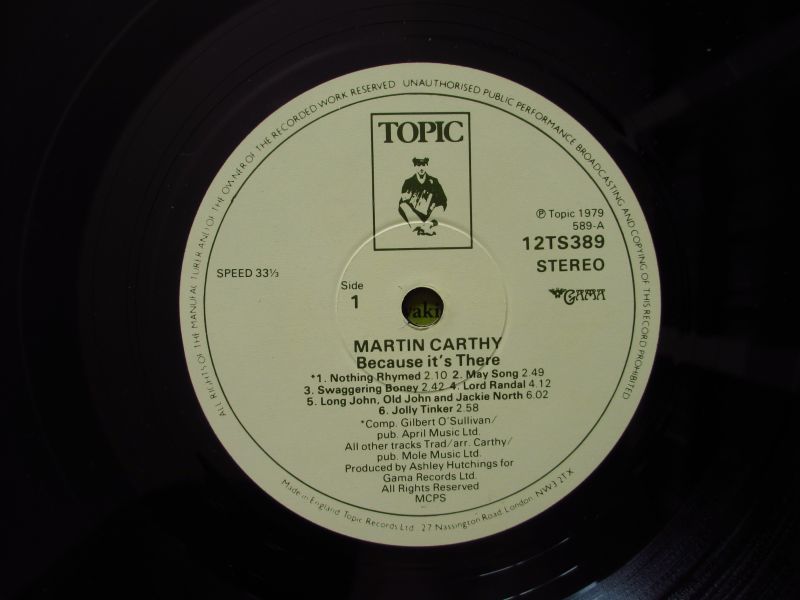 ALL RIGHTS OF THE MANUFACTURER AND OF THE OWNER OF THE RECORDED WORK RESERVED UNAUTHORISED PUBLIC PERFORMANCE BROADCASTING AND COPYING OF THIS RECORD PROHIBITED
TOPIC
℗ Topic 1979
589-A
12TS389
STEREO
SPEED 33⅓
GAMA
Side
1
yaki
MARTIN CARTHY
Because it's There
*1. Nothing Rhymed 2.10 2. May Song 2.49
3. Swaggering Boney 2.42 4. Lord Randal 4.12
5. Long John, Old John and Jackie North 6.02
6. Jolly Tinker 2.58
*Comp. Gilbert O'Sullivan/
pub. April Music Ltd.
All other tracks Trad/arr. Carthy/
pub. Mole Music Ltd.
Produced by Ashley Hutchings for
Gama Records Ltd.
All Rights Reserved
MCPS
Made in England Topic Records Ltd. 27 Nassington Road, London, NW3 2TX